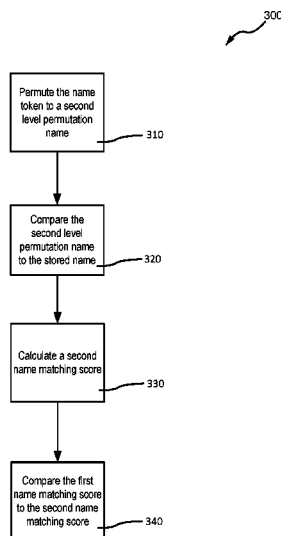 300
Permute the name
token to a second
level permutation
name
310
Compare the
second level
permutation name
to the stored name
320
Calculate a second
name matching score
330
Compare the first
name matching score
to the second name
matching score
340